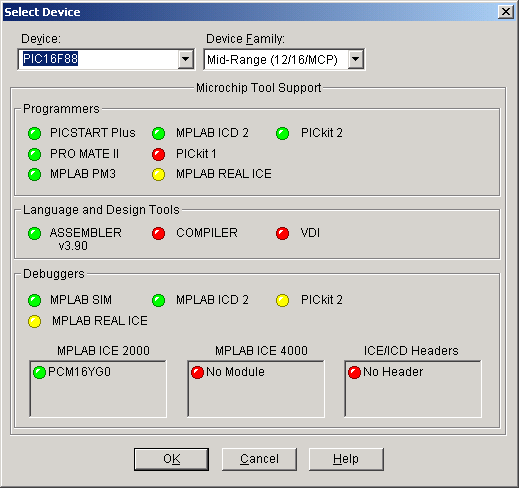 Select Device
Device: Device Family:
PIC16F88 Mid-Range (12/16/MCP)
Microchip Tool Support
Programmers
PICSTART Plus MPLAB ICD 2 PICkit 2
PRO MATE II PICkit 1
MPLAB PM3 MPLAB REAL ICE
Language and Design Tools
ASSEMBLER COMPILER VDI
v3.90
Debuggers
MPLAB SIM MPLAB ICD 2 PICkit 2
MPLAB REAL ICE
MPLAB ICE 2000 MPLAB ICE 4000 ICE/ICD Headers
PCM16YG0 No Module No Header
OK Cancel Help